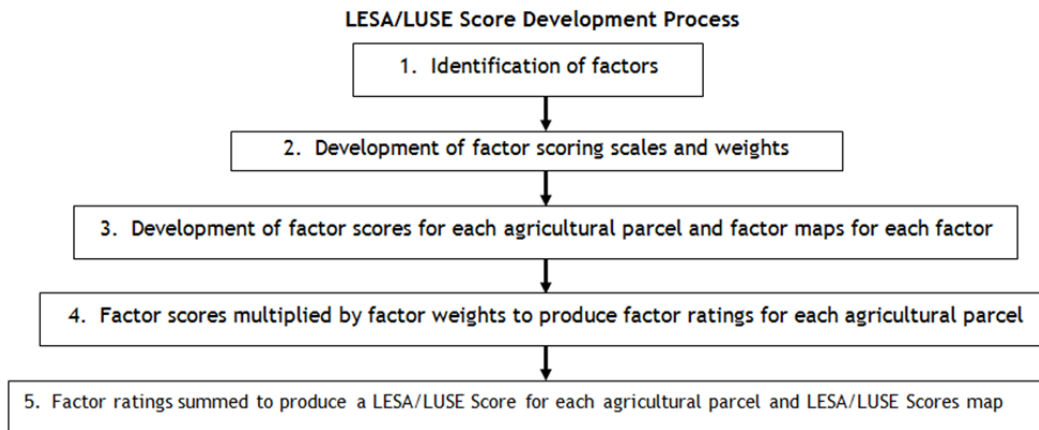 LESA/LUSE Score Development Process
1. Identification of factors
2. Development of factor scoring scales and weights
3. Development of factor scores for each agricultural parcel and factor maps for each factor
4. Factor scores multiplied by factor weights to produce factor ratings for each agricultural parcel
5. Factor ratings summed to produce a LESA/LUSE Score for each agricultural parcel and LESA/LUSE Scores map